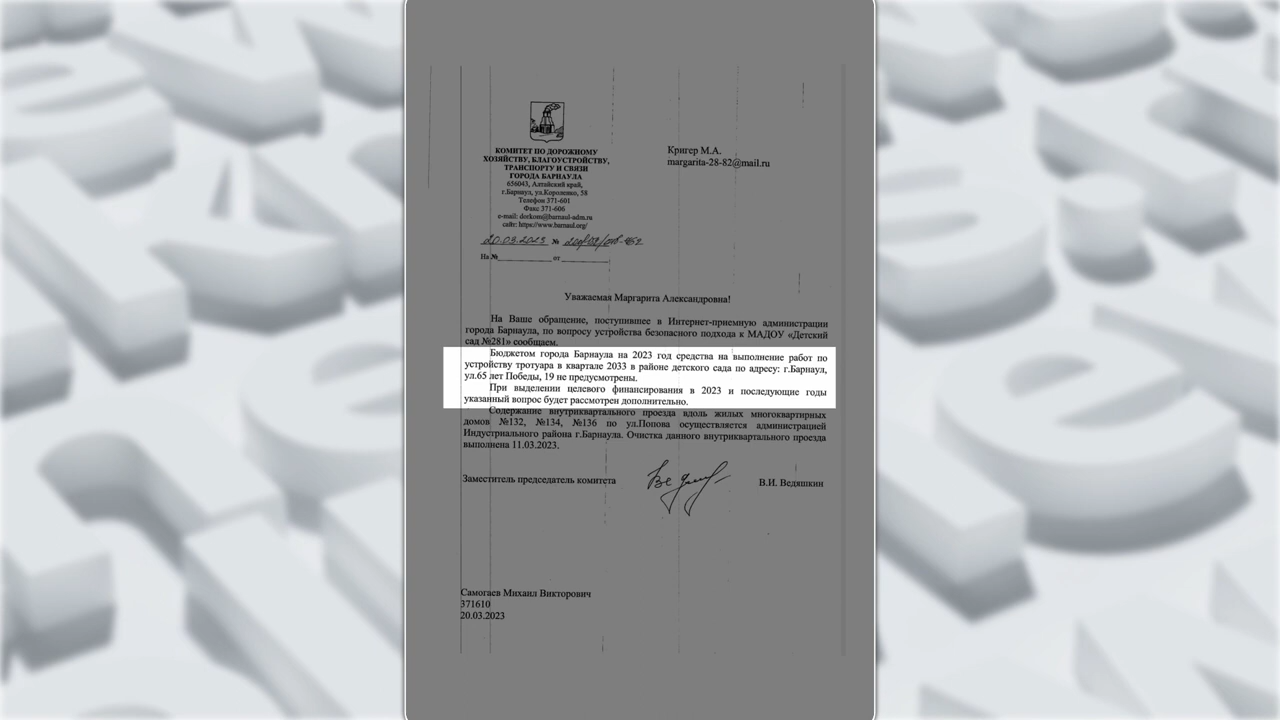 КОМИТЕТ ПО ДОРОЖНОМУ
ХОЗЯЙСТВУ, БЛАГОУСТРОЙСТВУ,
ТРАНСПОРТУ И СВЯЗИ
ГОРОДА БАРНАУЛА
656043, Алтайский край,
г.Барнаул, ул.Короленко, 58
Телефон 371-601
Факс 371-606
e-mail: dorkom@barnaul-adm.ru
сайт: https://www.barnaul.org/
20.03.2023 №
На №____________ от ___________
Кригер М.А.
margarita-28-82@mail.ru
Уважаемая Маргарита Александровна!
На Ваше обращение, поступившее в Интернет-приемную администрации
города Барнаула, по вопросу устройства безопасного подхода к МАДОУ «Детский
сад №281» сообщаем.
Бюджетом города Барнаула на 2023 год средства на выполнение работ по
устройству тротуара в квартале 2033 в районе детского сада по адресу: г.Барнаул,
ул.65 лет Победы, 19 не предусмотрены.
При выделении целевого финансирования в 2023 и последующие годы
указанный вопрос будет рассмотрен дополнительно.
Содержание внутриквартального проезда вдоль жилых многоквартирных
домов №132, №134, №136 по ул.Попова осуществляется администрацией
Индустриального района г.Барнаула. Очистка данного внутриквартального проезда
выполнена 11.03.2023.
Заместитель председатель комитета В.И. Ведяшкин
Самогаев Михаил Викторович
371610
20.03.2023